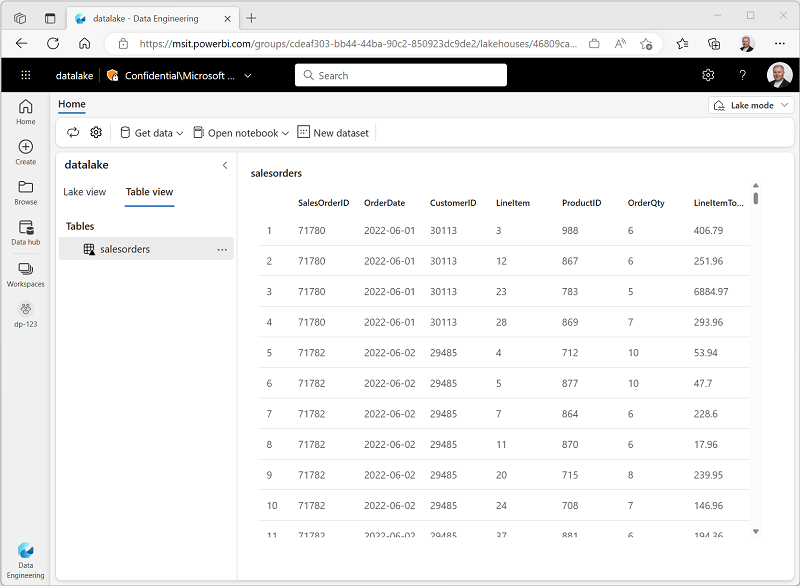 datalake - Data Engineering
https://msit.powerbi.com/groups/cdeaf303-bb44-44ba-90c2-850923dc9de2/lakehouses/46809ca...
datalake Confidential\Microsoft ... Search
Home
Create
Browse
Data hub
Workspaces
dp-123
Data
Engineering
Home
Lake mode
Get data Open notebook New dataset
datalake
Lake view Table view
Tables
salesorders ...
salesorders
SalesOrderID OrderDate CustomerID LineItem ProductID OrderQty LineItemTo...
1 71780 2022-06-01 30113 3 988 6 406.79
2 71780 2022-06-01 30113 12 867 6 251.96
3 71780 2022-06-01 30113 23 783 5 6884.97
4 71780 2022-06-01 30113 28 869 7 293.96
5 71782 2022-06-02 29485 4 712 10 53.94
6 71782 2022-06-02 29485 5 877 10 47.7
7 71782 2022-06-02 29485 7 864 6 228.6
8 71782 2022-06-02 29485 11 870 6 17.96
9 71782 2022-06-02 29485 20 715 8 239.95
10 71782 2022-06-02 29485 24 708 7 146.96
11 71782 2022-06-02 29485 37 881 6 194.36